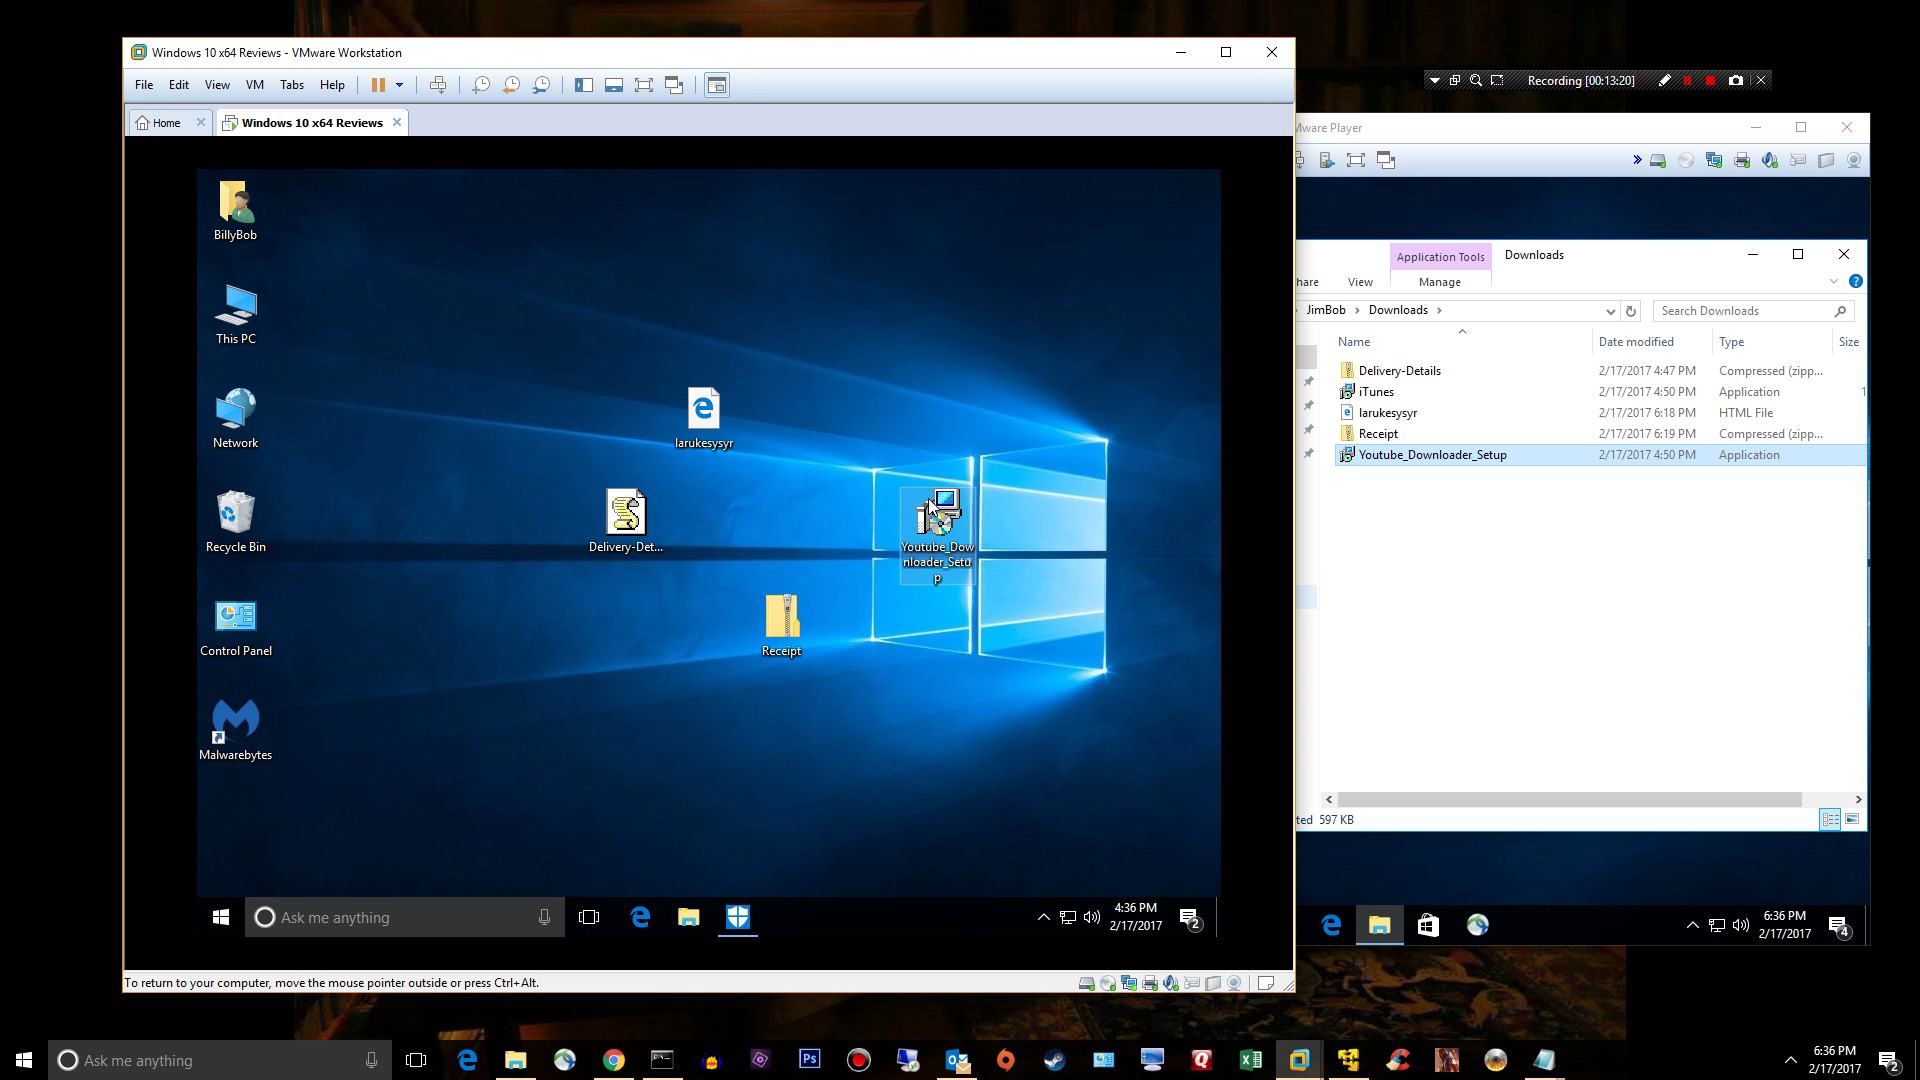 Windows 10 x64 Reviews - VMware Workstation
File Edit View VM Tabs Help
Home
Windows 10 x64 Reviews
BillyBob
This PC
Network
Recycle Bin
Control Panel
Malwarebytes
larukesysyr
Delivery-Det...
Youtube_Dow
nloader_Setu
p
Receipt
Ask me anything
4:36 PM
2/17/2017
2
To return to your computer, move the mouse pointer outside or press Ctrl+Alt.
Recording [00:13:20]
Mware Player
Application Tools
Downloads
hare View Manage
JimBob Downloads
Search Downloads
Name Date modified Type Size
Delivery-Details 2/17/2017 4:47 PM Compressed (zipp...
iTunes 2/17/2017 4:50 PM Application 1
larukesysyr 2/17/2017 6:18 PM HTML File
Receipt 2/17/2017 6:19 PM Compressed (zipp...
Youtube_Downloader_Setup 2/17/2017 4:50 PM Application
ted 597 KB
6:36 PM
2/17/2017
4
Ask me anything
Ps
6:36 PM
2/17/2017
2